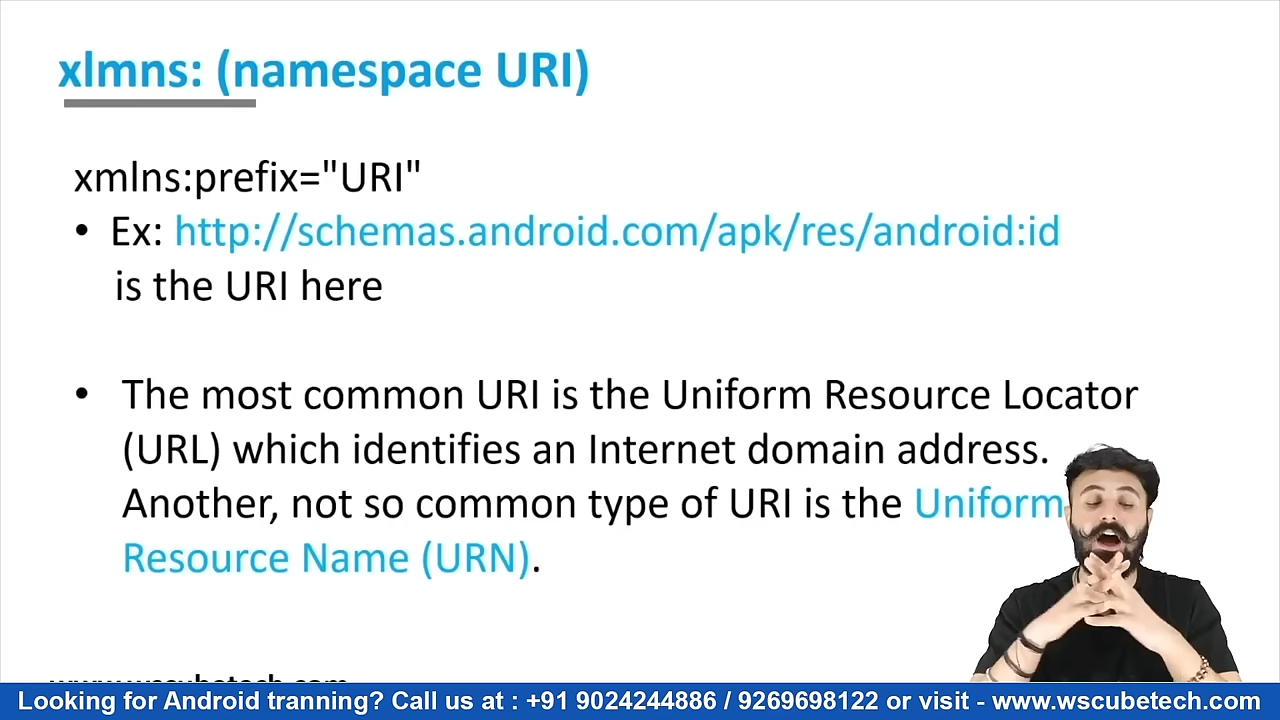 xlmns: (namespace URI)
xmlns:prefix="URI"
• Ex: http://schemas.android.com/apk/res/android:id
is the URI here
• The most common URI is the Uniform Resource Locator
(URL) which identifies an Internet domain address.
Another, not so common type of URI is the Uniform
Resource Name (URN).
www.wscubetech.com
Looking for Android tranning? Call us at : +91 9024244886 / 9269698122 or visit - www.wscubetech.com